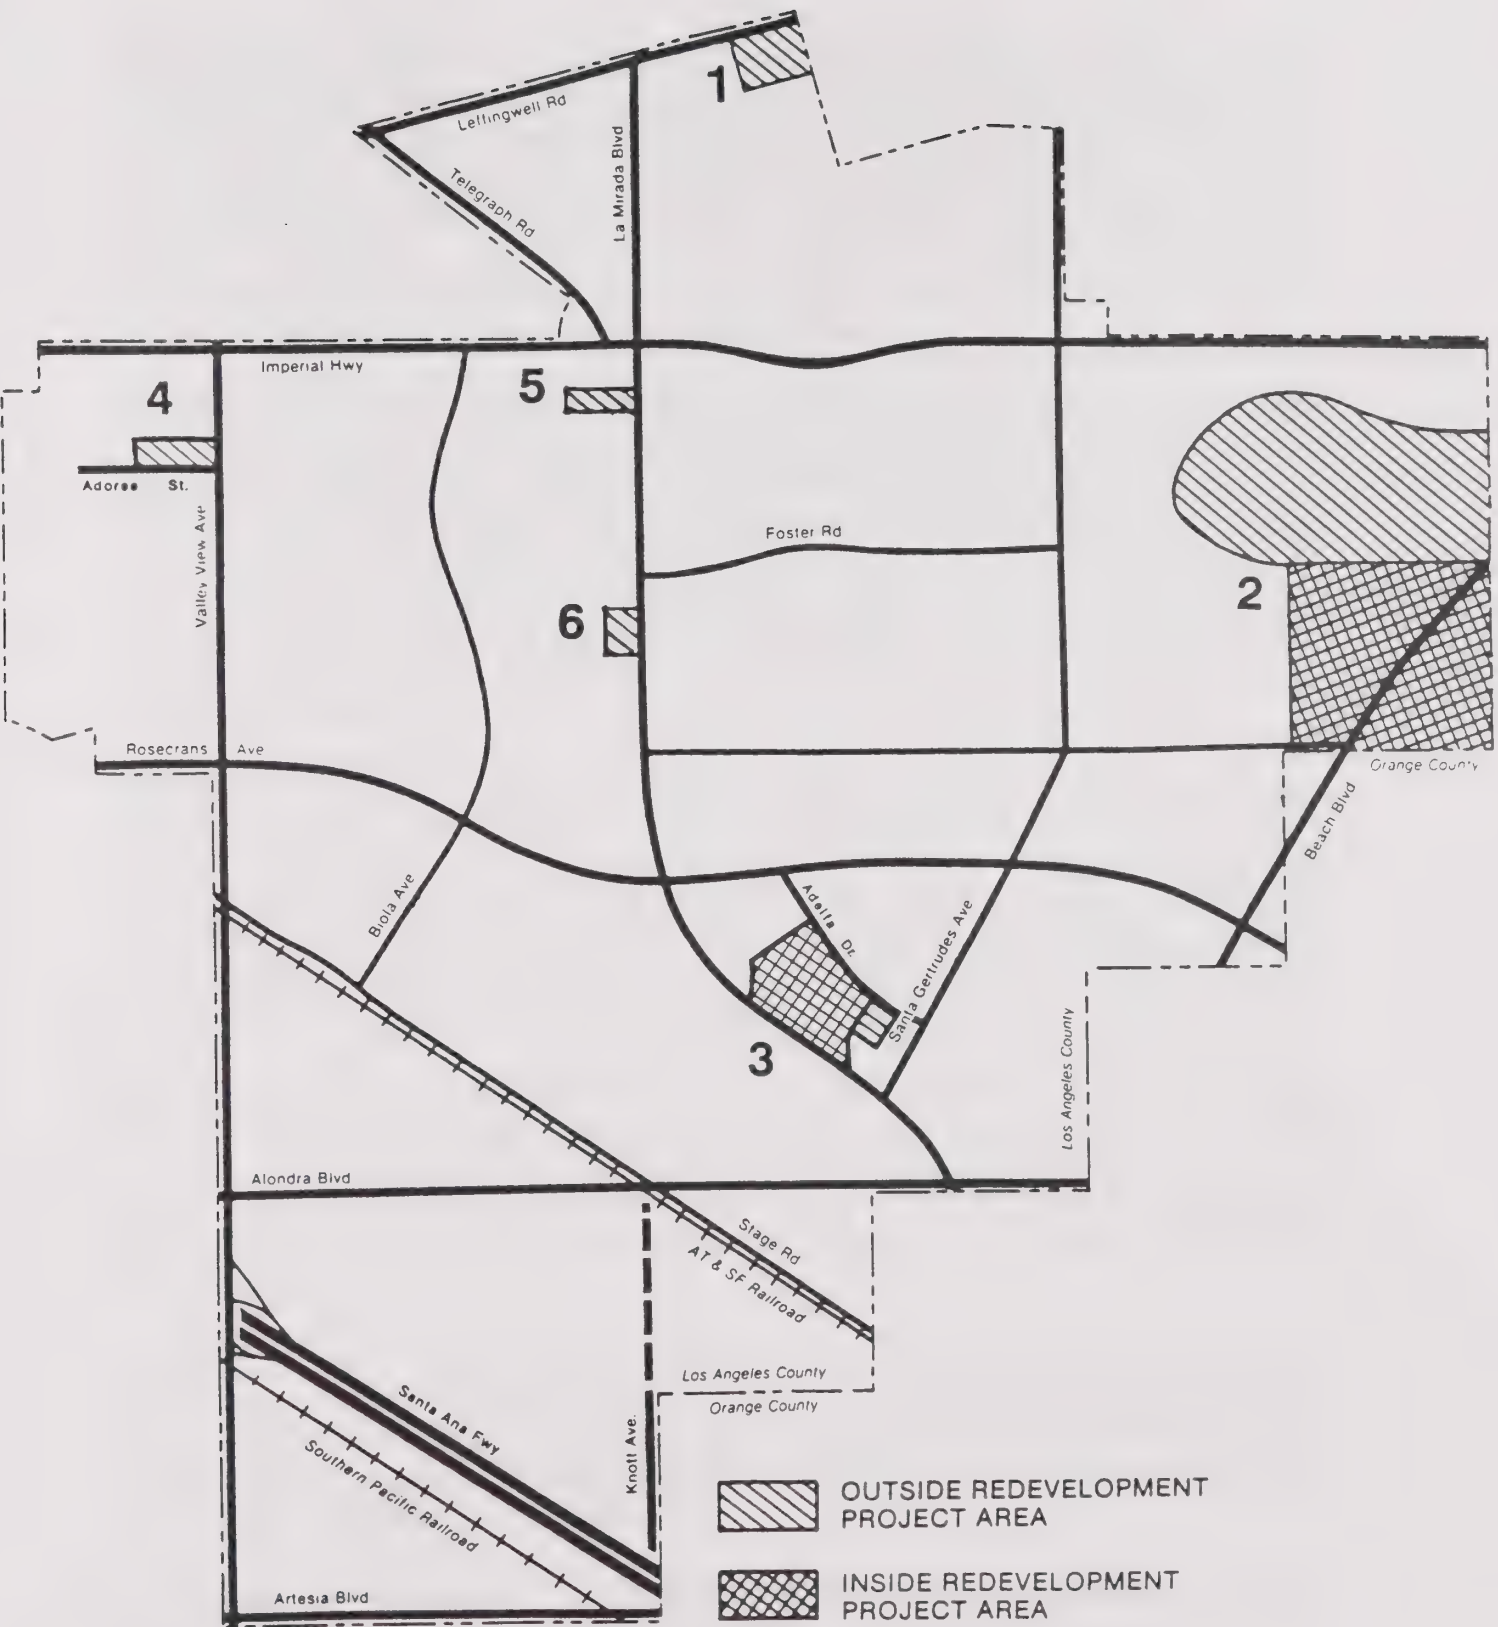 1
Leffingwell Rd
La Mirada Blvd
Telegraph Rd
Imperial Hwy
4
5
Adoree St.
Valley View Ave
Foster Rd
2
6
Rosecrans Ave
Orange County
Beach Blvd
Biola Ave
Adelfa Dr.
Santa Gertrudes Ave
3
Los Angeles County
Alondra Blvd
Stage Rd
AT & SF Railroad
Los Angeles County
Orange County
Santa Ana Fwy
Southern Pacific Railroad
Knott Ave.
Artesia Blvd
OUTSIDE REDEVELOPMENT
PROJECT AREA
INSIDE REDEVELOPMENT
PROJECT AREA